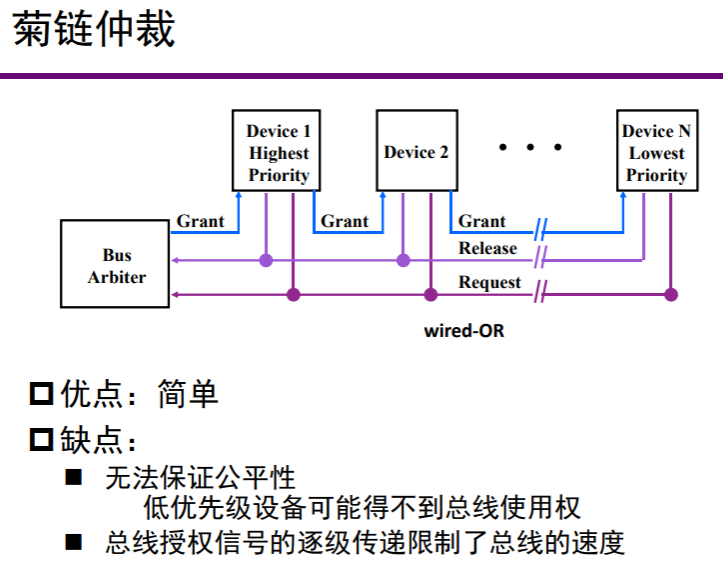 菊链仲裁
Device 1
Highest
Priority
Device 2
· · ·
Device N
Lowest
Priority
Grant
Grant
Grant
Bus
Arbiter
Release
Request
wired-OR
优点：简单
缺点：
无法保证公平性
低优先级设备可能得不到总线使用权
总线授权信号的逐级传递限制了总线的速度